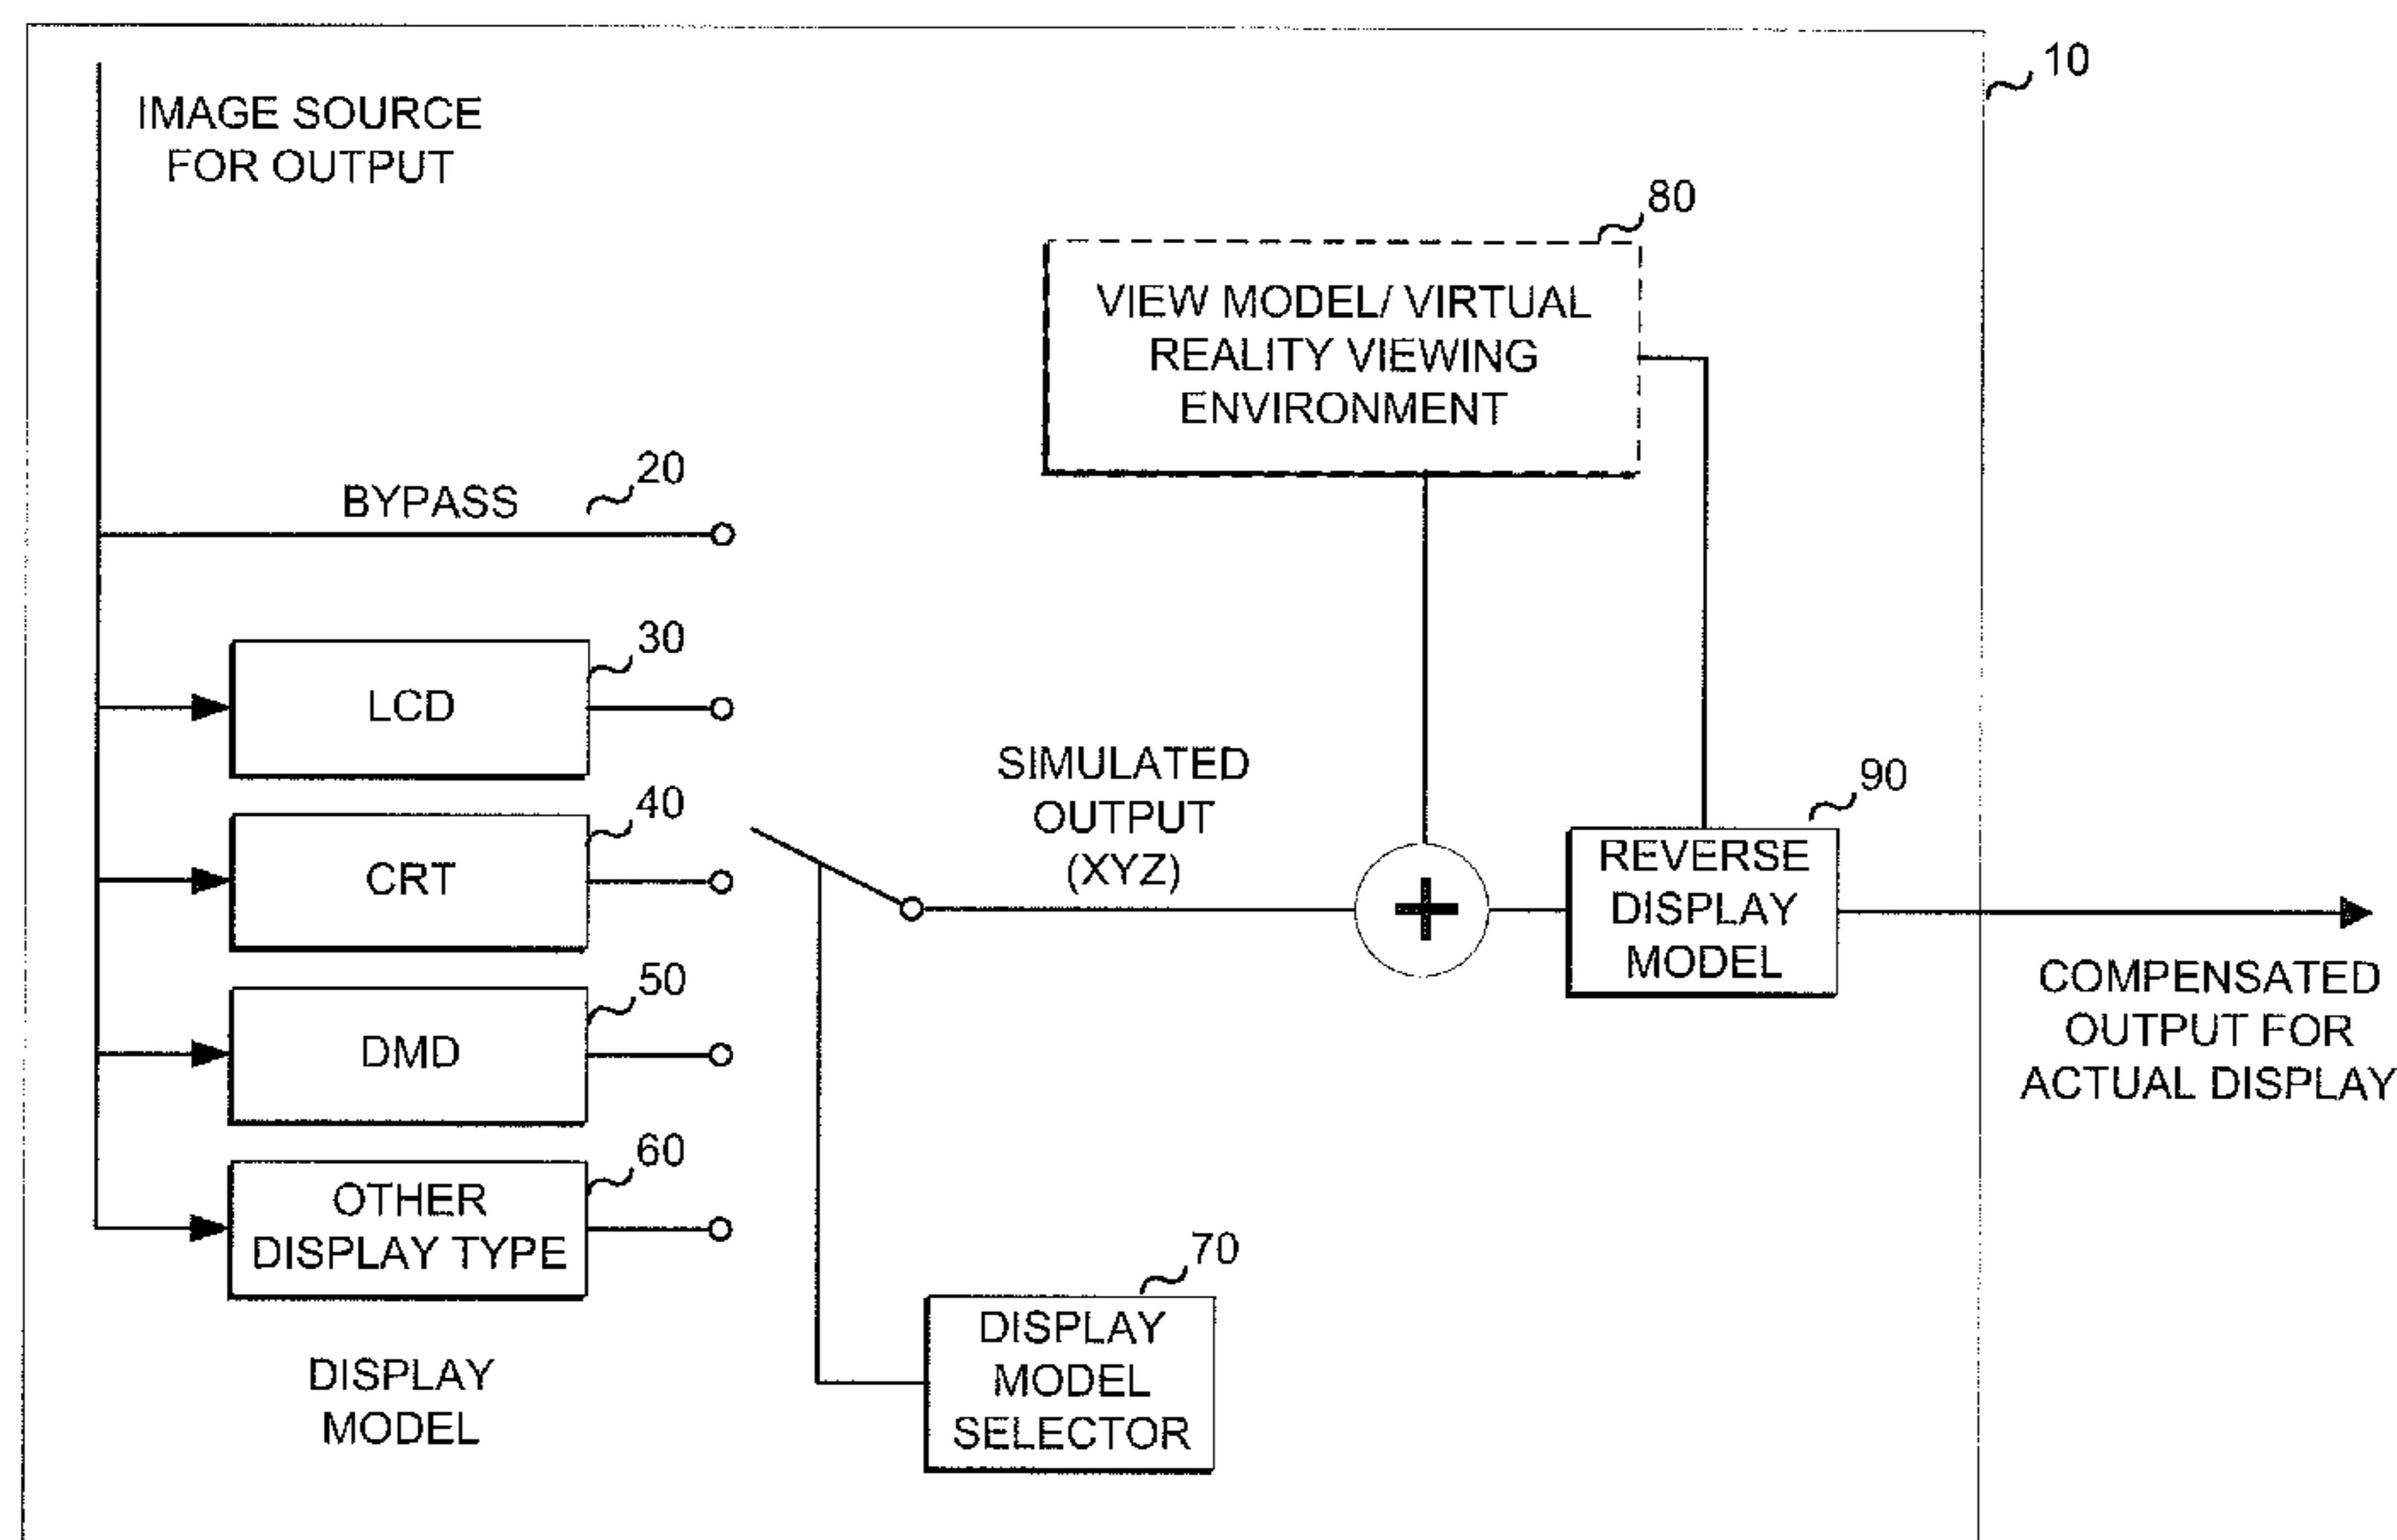 10
IMAGE SOURCE
FOR OUTPUT
80
VIEW MODEL/ VIRTUAL
REALITY VIEWING
ENVIRONMENT
BYPASS
20
30
LCD
40
CRT
50
DMD
60
OTHER
DISPLAY TYPE
DISPLAY
MODEL
SIMULATED
OUTPUT
(XYZ)
90
REVERSE
DISPLAY
MODEL
COMPENSATED
OUTPUT FOR
ACTUAL DISPLAY
70
DISPLAY
MODEL
SELECTOR